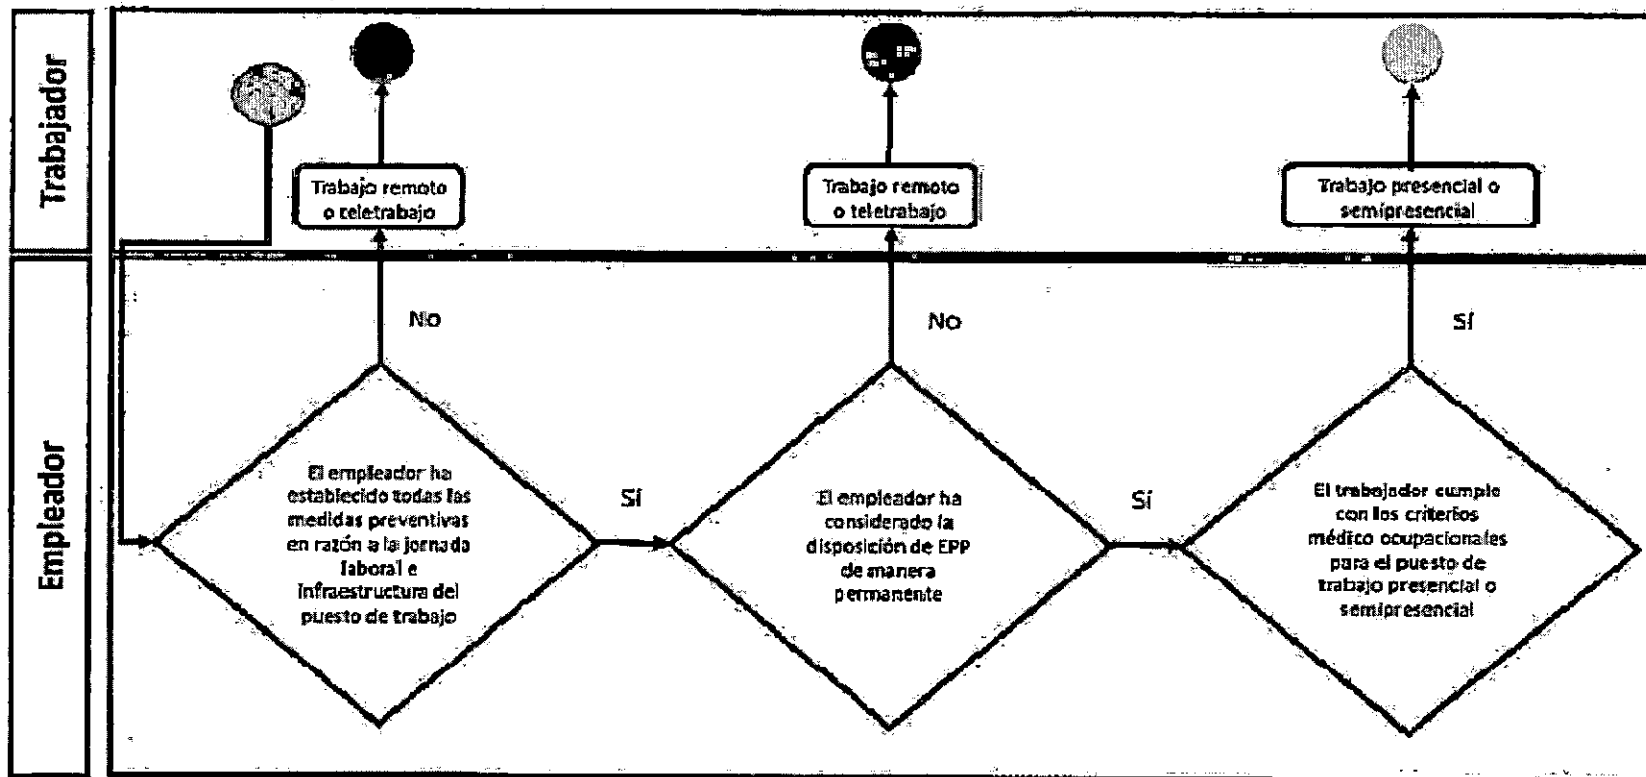 Trabajador
Trabajo remoto
o teletrabajo
Trabajo remoto
o teletrabajo
Trabajo presencial o
semipresencial
Empleador
No
No
Sí
El empleador ha
establecido todas las
medidas preventivas
en razón a la jornada
laboral e
infraestructura del
puesto de trabajo
Sí
El empleador ha
considerado la
disposición de EPP
de manera
permanente
Sí
El trabajador cumple
con los criterios
médico ocupacionales
para el puesto de
trabajo presencial o
semipresencial